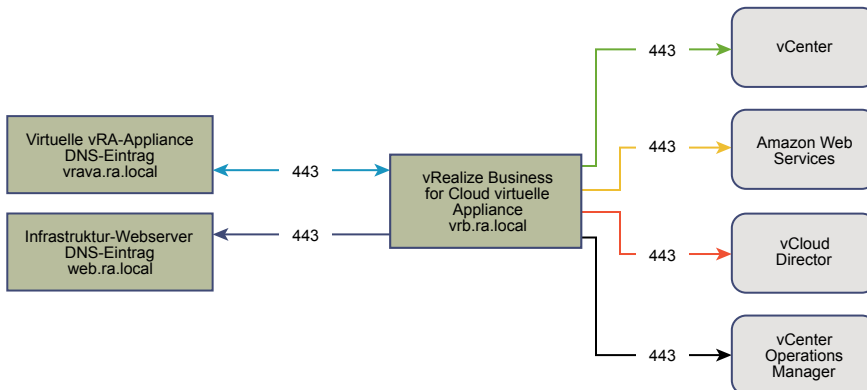 Virtuelle vRA-Appliance
DNS-Eintrag
vrava.ra.local
443
Infrastruktur-Webserver
DNS-Eintrag
web.ra.local
443
vRealize Business
for Cloud virtuelle
Appliance
vrb.ra.local
443
vCenter
443
Amazon Web
Services
443
vCloud
Director
443
vCenter
Operations
Manager